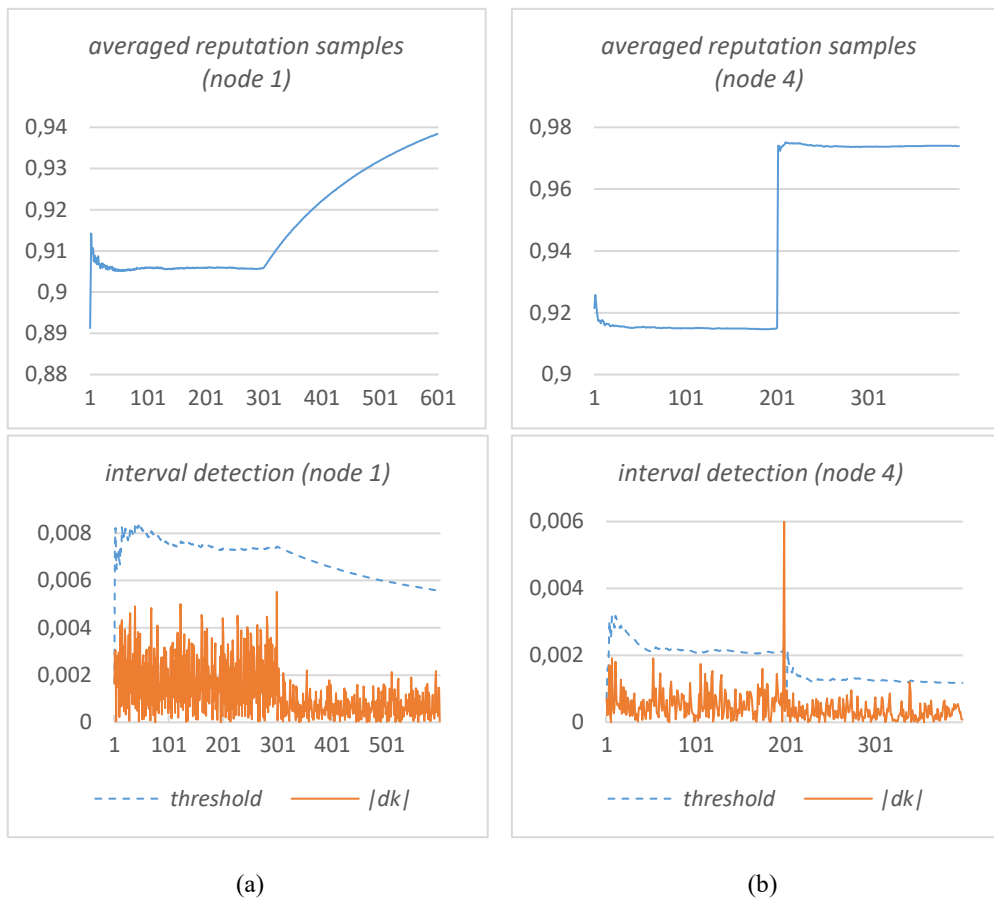 averaged reputation samples
(node 1)
0,94
0,93
0,92
0,91
0,9
0,89
0,88
1 101 201 301 401 501 601
averaged reputation samples
(node 4)
0,98
0,96
0,94
0,92
0,9
1 101 201 301
interval detection (node 1)
0,008
0,006
0,004
0,002
0
1 101 201 301 401 501
threshold |dk|
interval detection (node 4)
0,006
0,004
0,002
0
1 101 201 301
threshold |dk|
(a) (b)